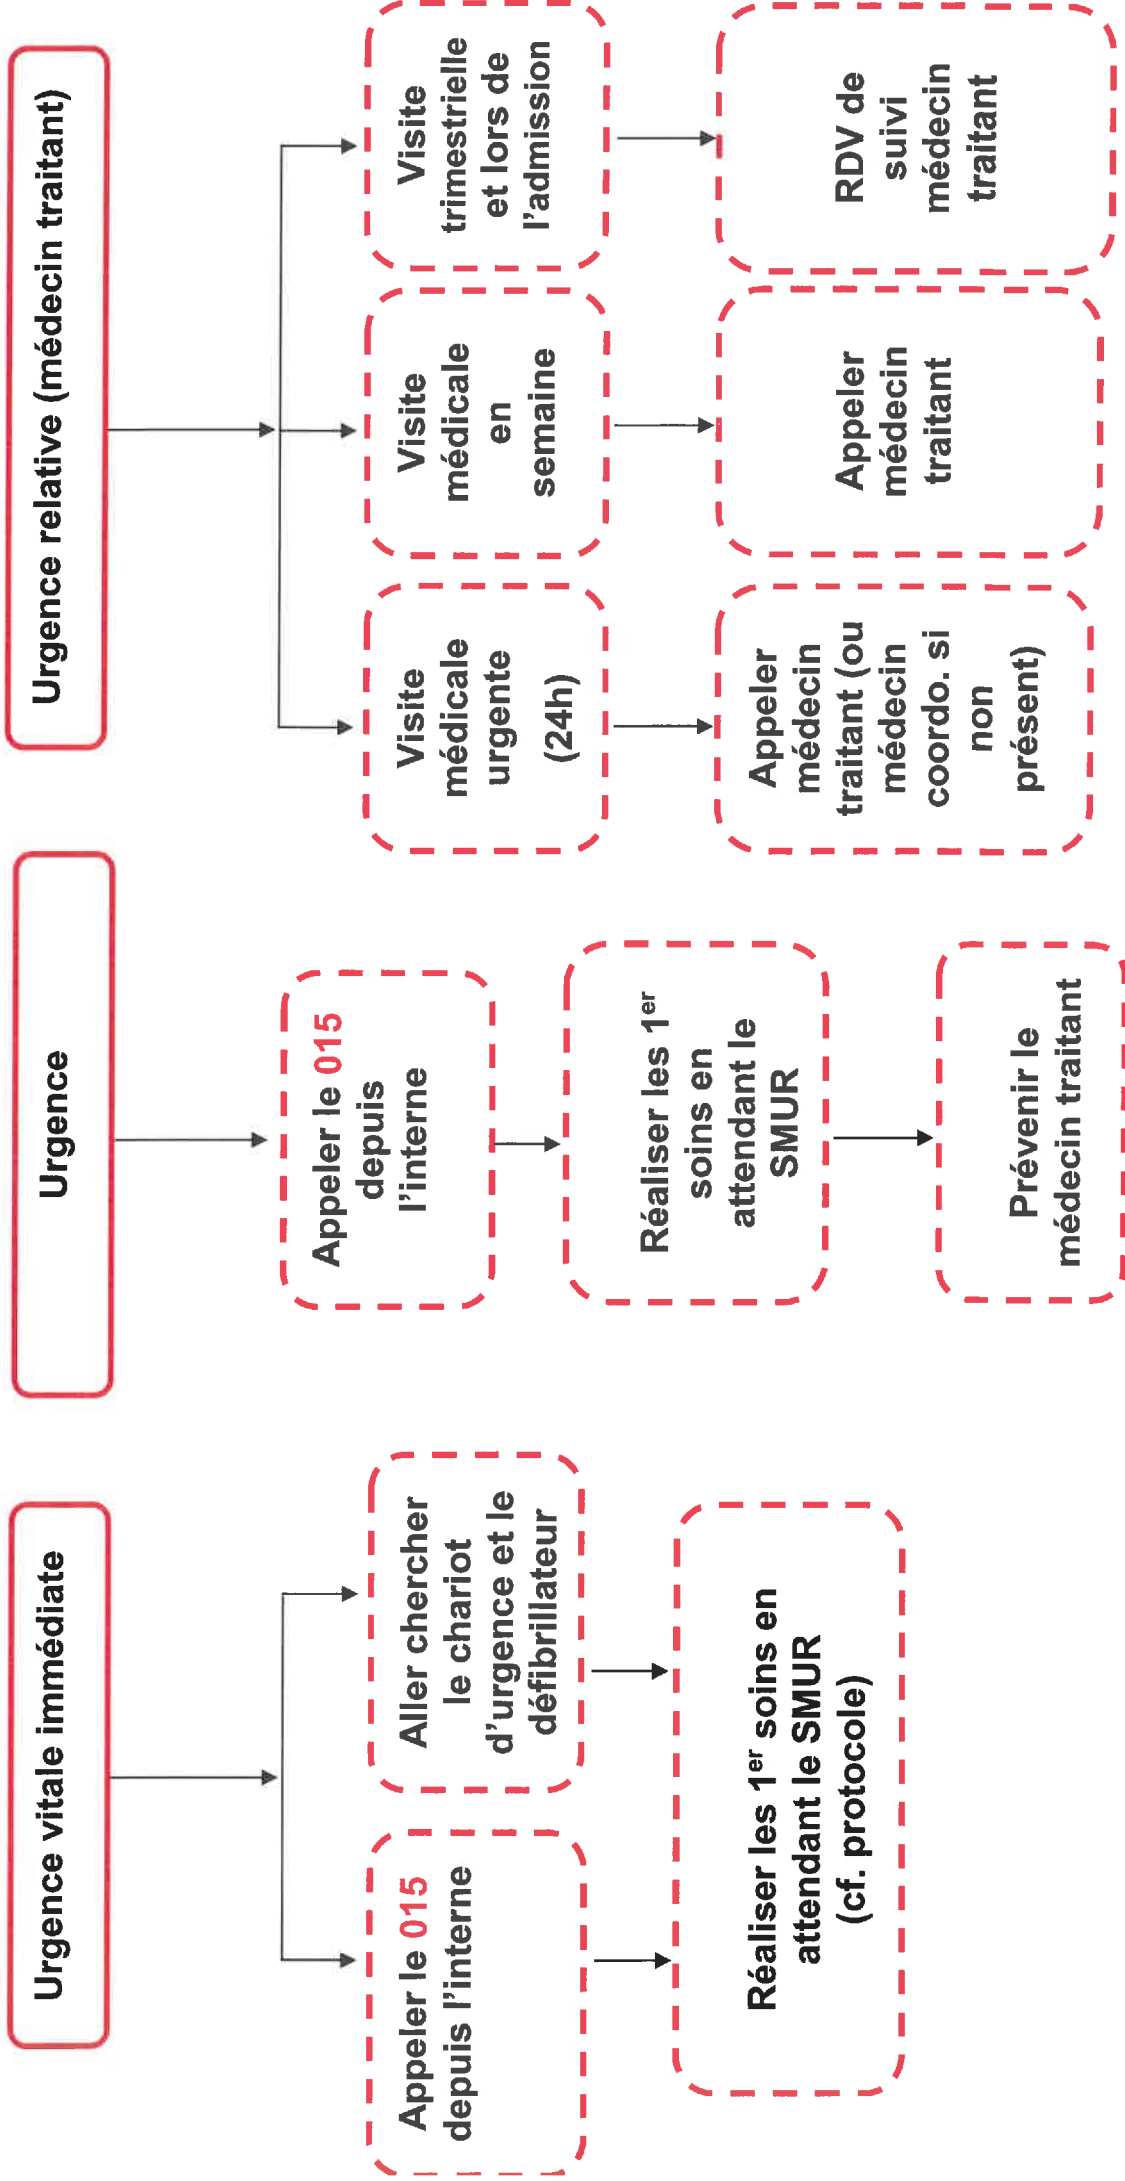 Urgence vitale immédiate
Appeler le 015
depuis l'interne
Aller chercher
le chariot
d'urgence et le
défibrillateur
Réaliser les 1er soins en
attendant le SMUR
(cf. protocole)
Urgence
Appeler le 015
depuis
l'interne
Réaliser les 1er
soins en
attendant le
SMUR
Prévenir le
médecin traitant
Urgence relative (médecin traitant)
Visite
médicale
urgente
(24h)
Appeler
médecin
traitant (ou
médecin
coordo. si
non
présent)
Visite
médicale
en
semaine
Appeler
médecin
traitant
Visite
trimestrielle
et lors de
l'admission
RDV de
suivi
médecin
traitant